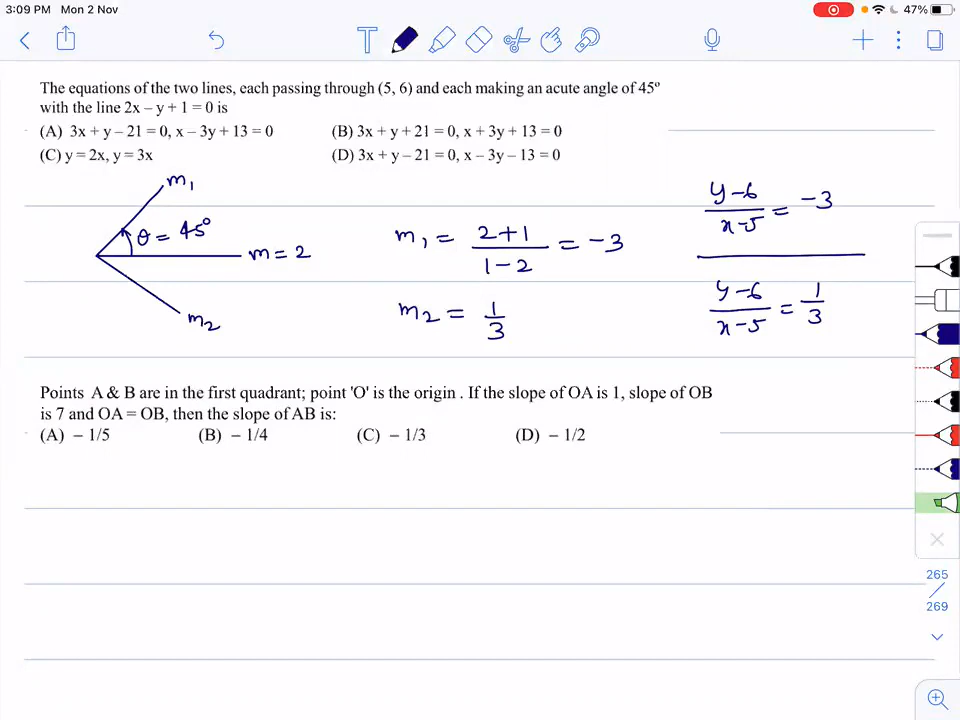 3:09 PM Mon 2 Nov
47%
The equations of the two lines, each passing through (5, 6) and each making an acute angle of 45º
with the line 2x – y + 1 = 0 is
(A) 3x + y – 21 = 0, x – 3y + 13 = 0
(B) 3x + y + 21 = 0, x + 3y + 13 = 0
(C) y = 2x, y = 3x
(D) 3x + y – 21 = 0, x – 3y – 13 = 0
m₁
θ = 45°
m = 2
m₂
m₁ = (2+1)/(1-2) = -3
m₂ = 1/3
(y-6)/(x-5) = -3
(y-6)/(x-5) = 1/3
Points A & B are in the first quadrant; point 'O' is the origin . If the slope of OA is 1, slope of OB
is 7 and OA = OB, then the slope of AB is:
(A) – 1/5 (B) – 1/4 (C) – 1/3 (D) – 1/2
265
/
269